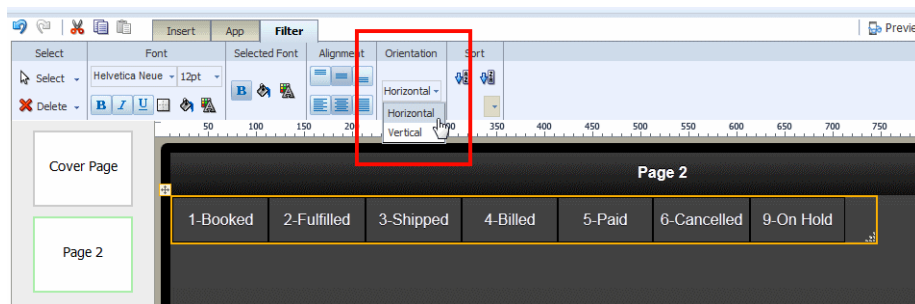 Insert App Filter Previe
Select Font Selected Font Alignment Orientation Sort
Select Helvetica Neue 12pt Horizontal
Delete B I U B Horizontal
Vertical
50 100 150 200 300 350 400 450 500 550 600 650 700 750
Cover Page
Page 2
1-Booked 2-Fulfilled 3-Shipped 4-Billed 5-Paid 6-Cancelled 9-On Hold
Page 2